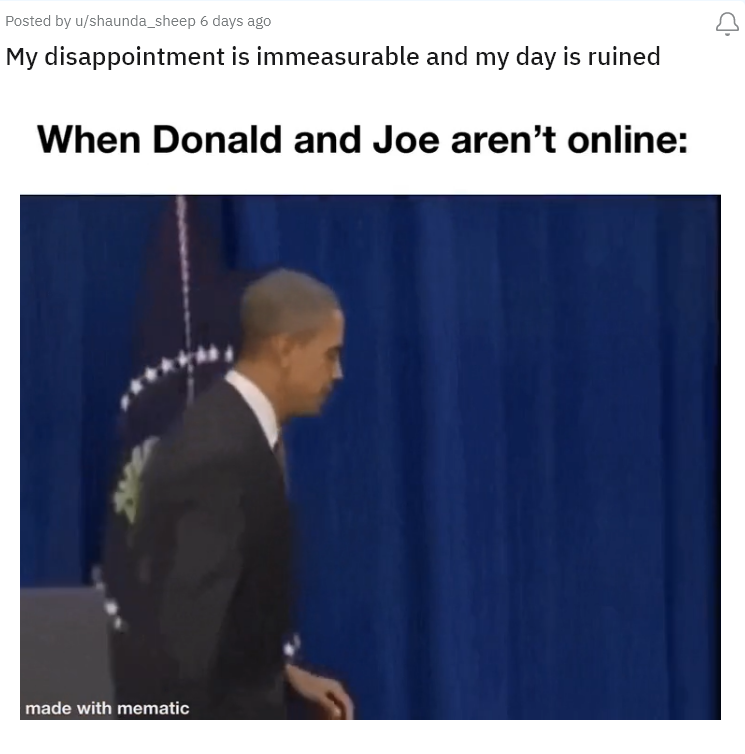 Posted by u/shaunda_sheep 6 days ago
My disappointment is immeasurable and my day is ruined
When Donald and Joe aren’t online:
made with mematic